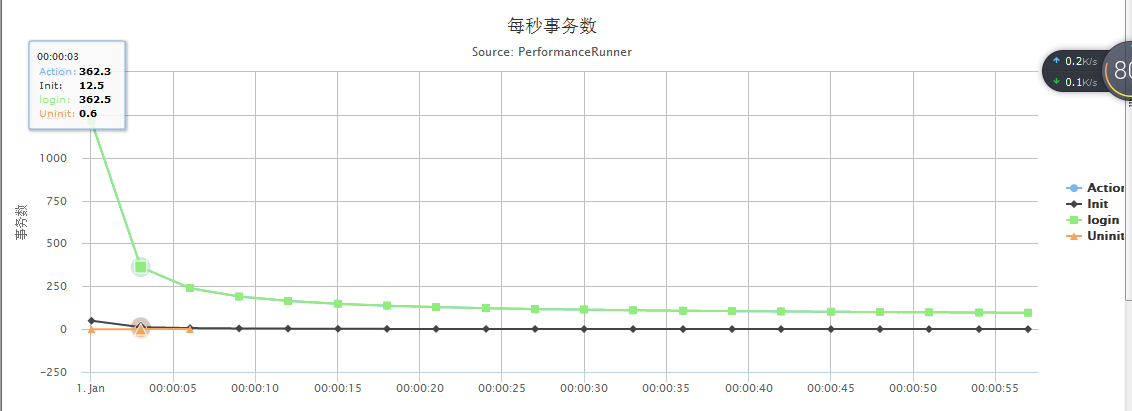 每秒事务数
Source: PerformanceRunner
00:00:03
Action: 362.3
Init: 12.5
login: 362.5
Uninit: 0.6
0.2K/s
0.1K/s
1000
750
500
250
0
-250
事务数
1. Jan 00:00:05 00:00:10 00:00:15 00:00:20 00:00:25 00:00:30 00:00:35 00:00:40 00:00:45 00:00:50 00:00:55
Action
Init
login
Uninit